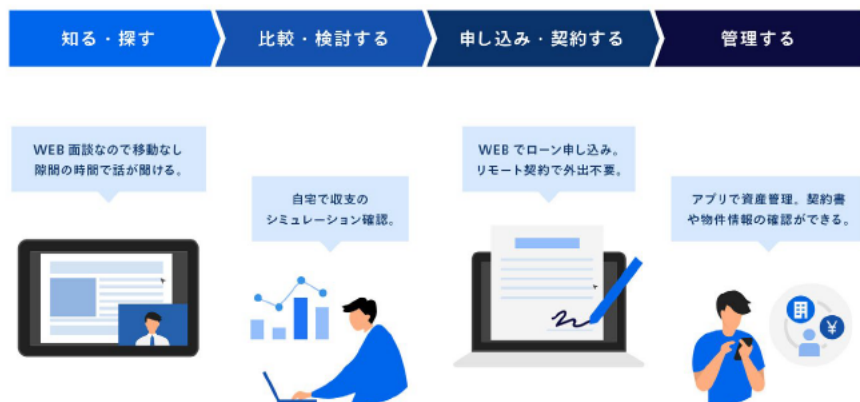 知る・探す
比較・検討する
申し込み・契約する
管理する
WEB 面談なので移動なし
隙間の時間で話が聞ける。
自宅で収支の
シミュレーション確認。
WEB でローン申し込み。
リモート契約で外出不要。
アプリで資産管理。契約書
や物件情報の確認ができる。
¥